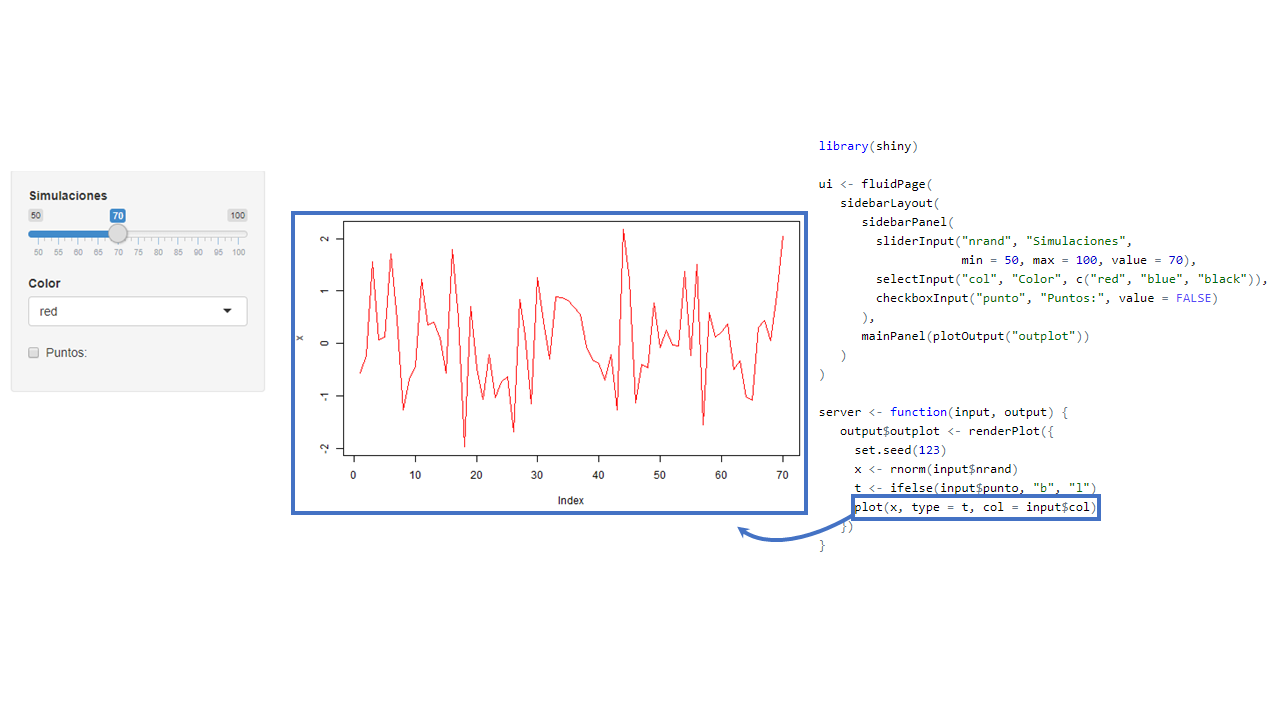 Simulaciones
50 70 100
50 55 60 65 70 75 80 85 90 95 100
Color
red
Puntos:
2
1
0
-1
-2
x
0 10 20 30 40 50 60 70
Index
library(shiny)
ui <- fluidPage(
sidebarLayout(
sidebarPanel(
sliderInput("nrand", "Simulaciones",
min = 50, max = 100, value = 70),
selectInput("col", "Color", c("red", "blue", "black")),
checkboxInput("punto", "Puntos:", value = FALSE)
),
mainPanel(plotOutput("outplot"))
)
)
server <- function(input, output) {
output$outplot <- renderPlot({
set.seed(123)
x <- rnorm(input$nrand)
t <- ifelse(input$punto, "b", "l")
plot(x, type = t, col = input$col)
})
}